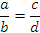 a/b = c/d